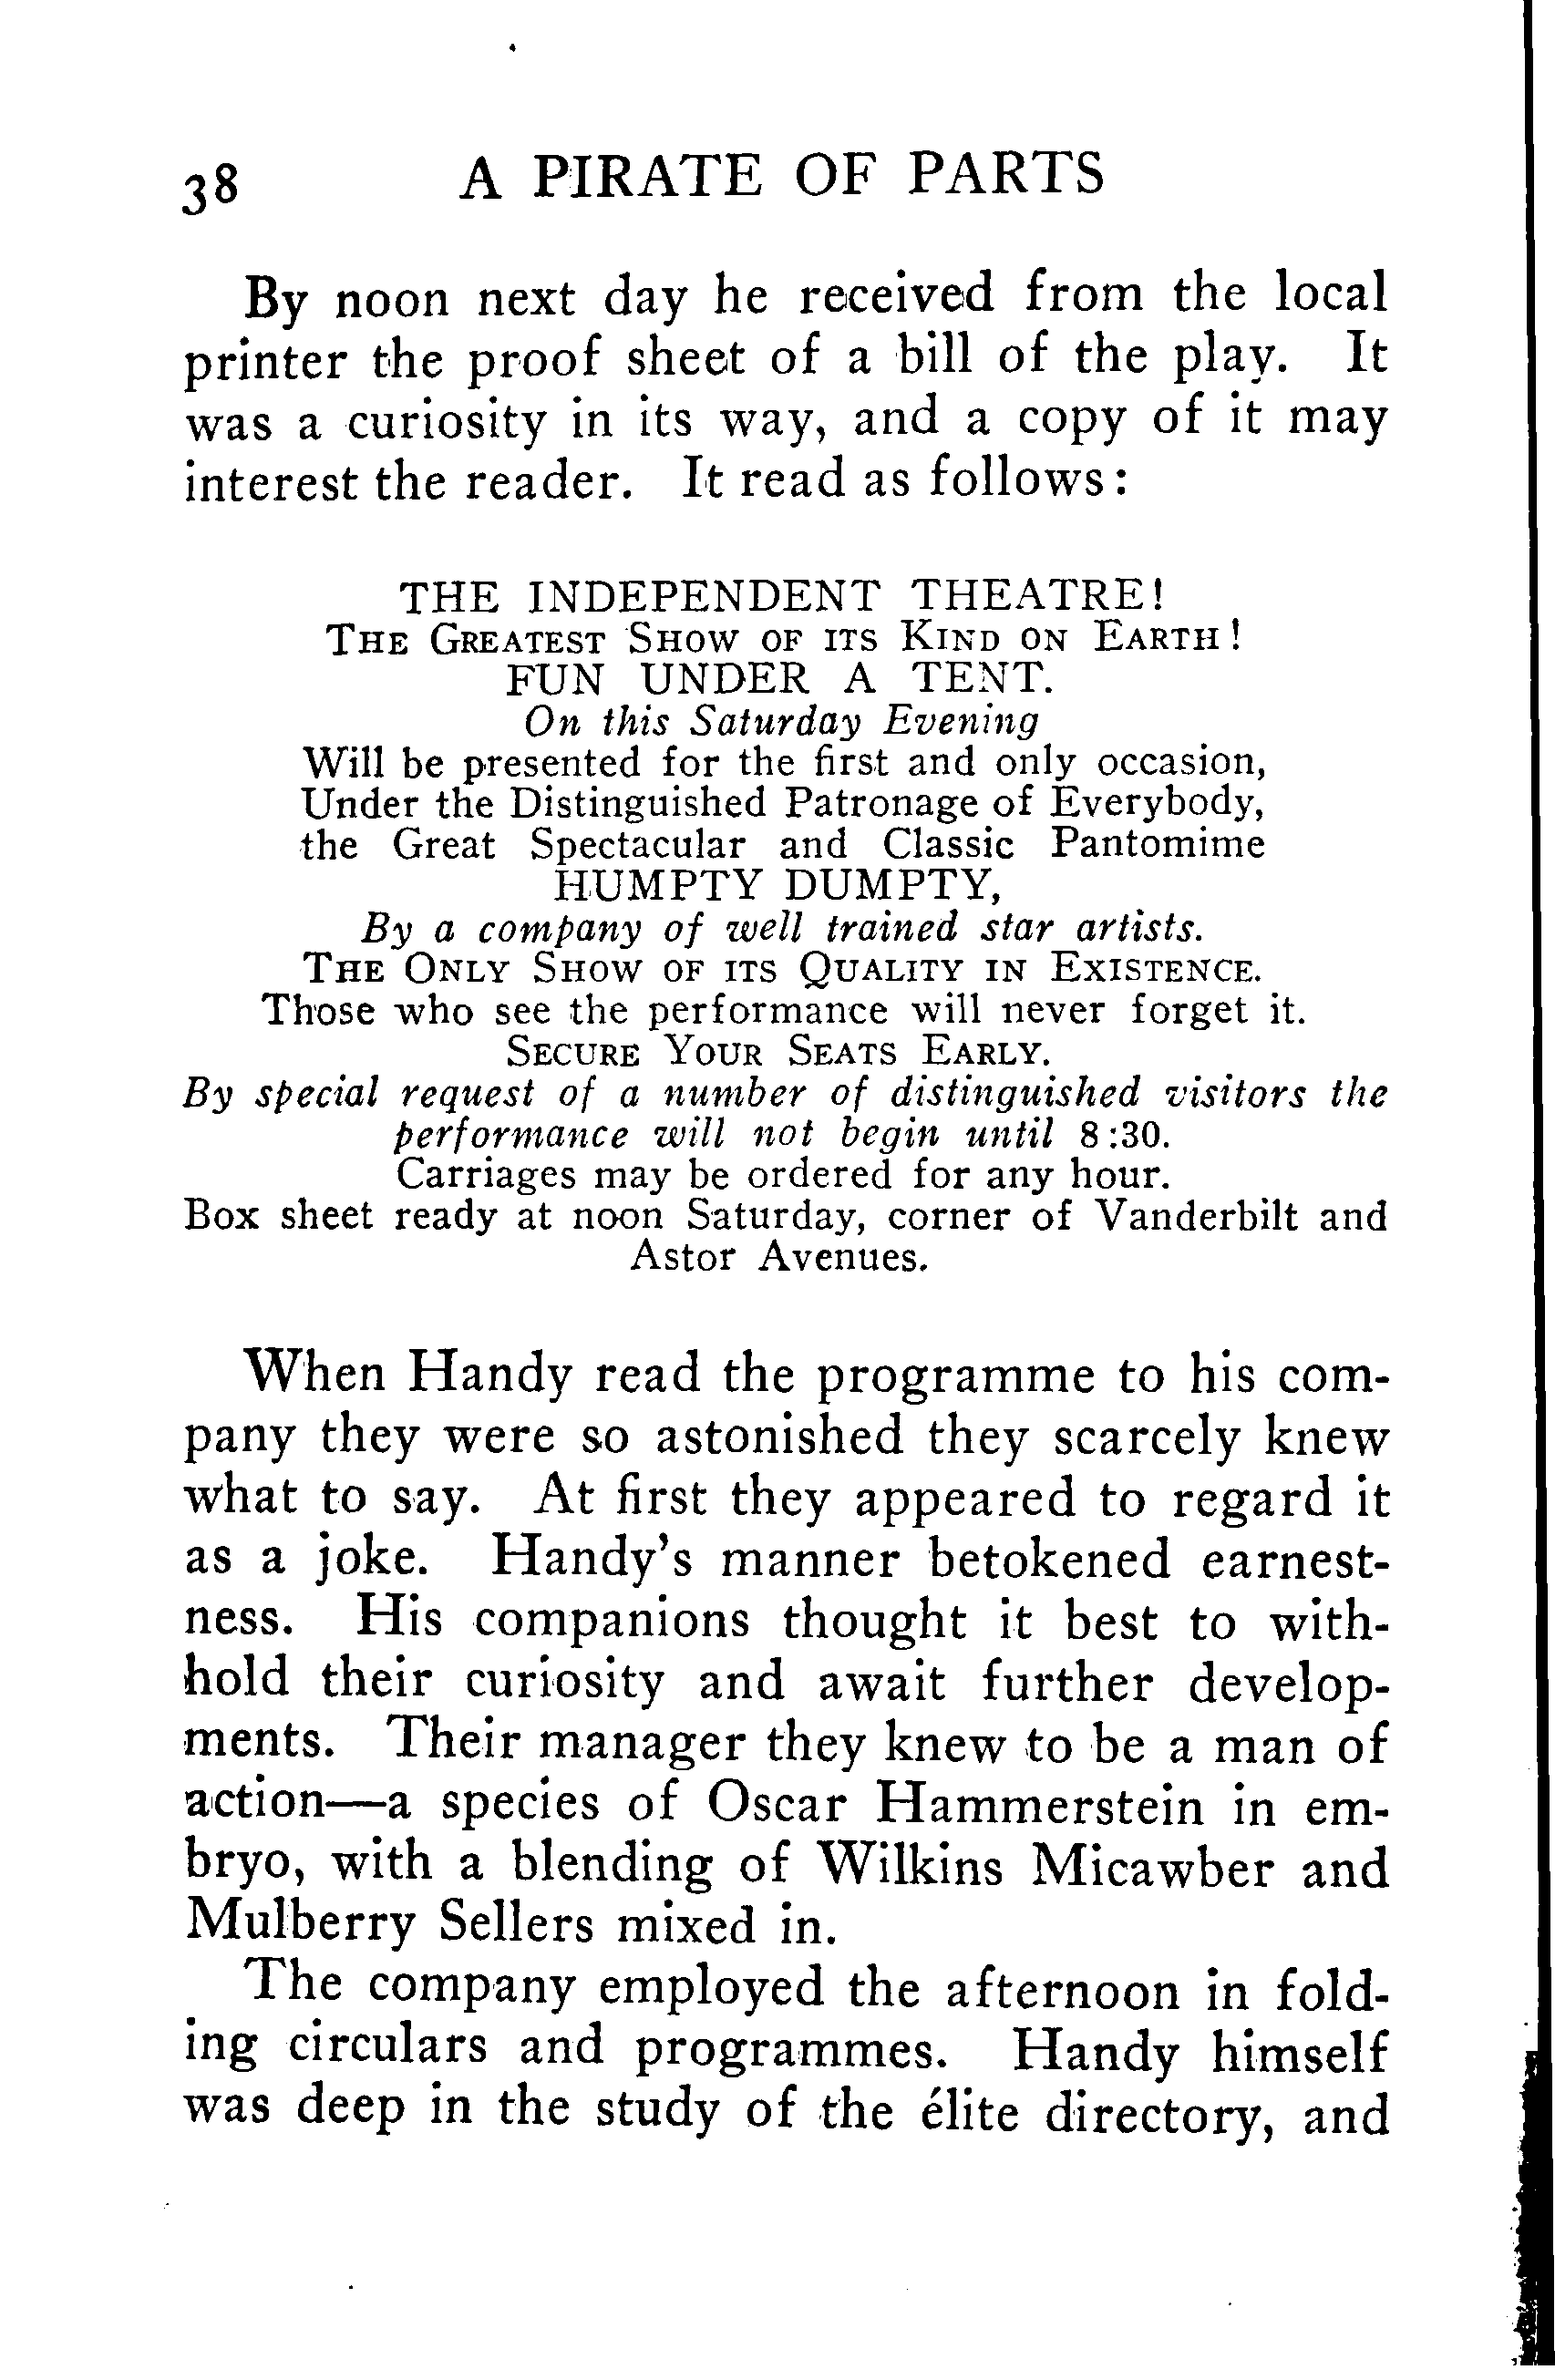 38 A PIRATE OF PARTS
By noon next day he received from the local
printer the proof sheet of a bill of the play. It
was a curiosity in its way, and a copy of it may
interest the reader. It read as follows:
THE INDEPENDENT THEATRE!
THE GREATEST SHOW OF ITS KIND ON EARTH!
FUN UNDER A TENT.
On this Saturday Evening
Will be presented for the first and only occasion,
Under the Distinguished Patronage of Everybody,
the Great Spectacular and Classic Pantomime
HUMPTY DUMPTY,
By a company of well trained star artists.
THE ONLY SHOW OF ITS QUALITY IN EXISTENCE.
Those who see the performance will never forget it.
SECURE YOUR SEATS EARLY.
By special request of a number of distinguished visitors the
performance will not begin until 8:30.
Carriages may be ordered for any hour.
Box sheet ready at noon Saturday, corner of Vanderbilt and
Astor Avenues.
When Handy read the programme to his com-
pany they were so astonished they scarcely knew
what to say. At first they appeared to regard it
as a joke. Handy's manner betokened earnest-
ness. His companions thought it best to with-
hold their curiosity and await further develop-
ments. Their manager they knew to be a man of
action—a species of Oscar Hammerstein in em-
bryo, with a blending of Wilkins Micawber and
Mulberry Sellers mixed in.
The company employed the afternoon in fold-
ing circulars and programmes. Handy himself
was deep in the study of the élite directory, and